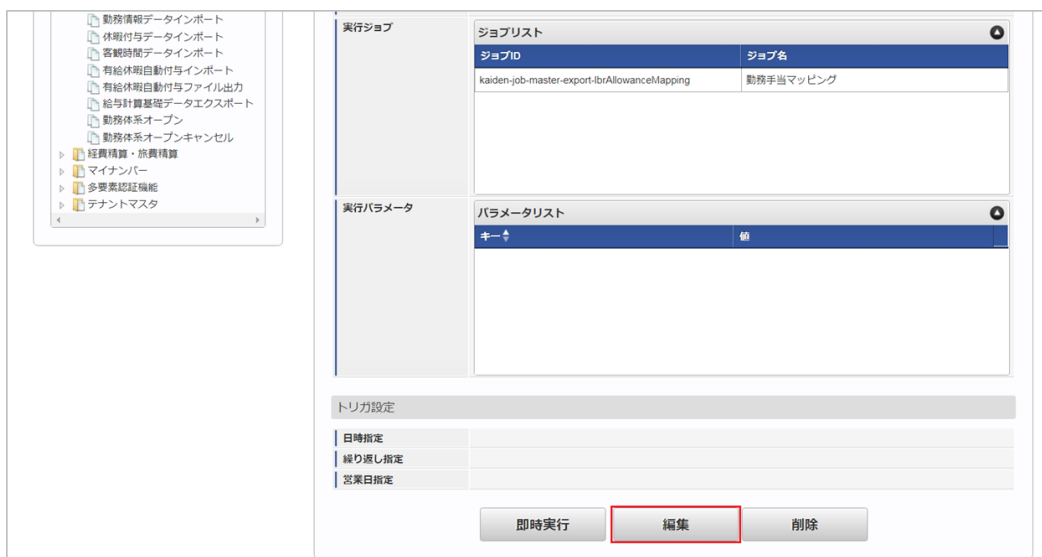 勤務情報データインポート
休暇付与データインポート
客観時間データインポート
有給休暇自動付与インポート
有給休暇自動付与ファイル出力
給与計算基礎データエクスポート
勤務体系オープン
勤務体系オープンキャンセル
経費精算・旅費精算
マイナンバー
多要素認証機能
テナントマスタ
実行ジョブ
ジョブリスト
ジョブID ジョブ名
kaiden-job-master-export-lbrAllowanceMapping 勤務手当マッピング
実行パラメータ
パラメータリスト
キー 値
トリガ設定
日時指定
繰り返し指定
営業日指定
即時実行 編集 削除